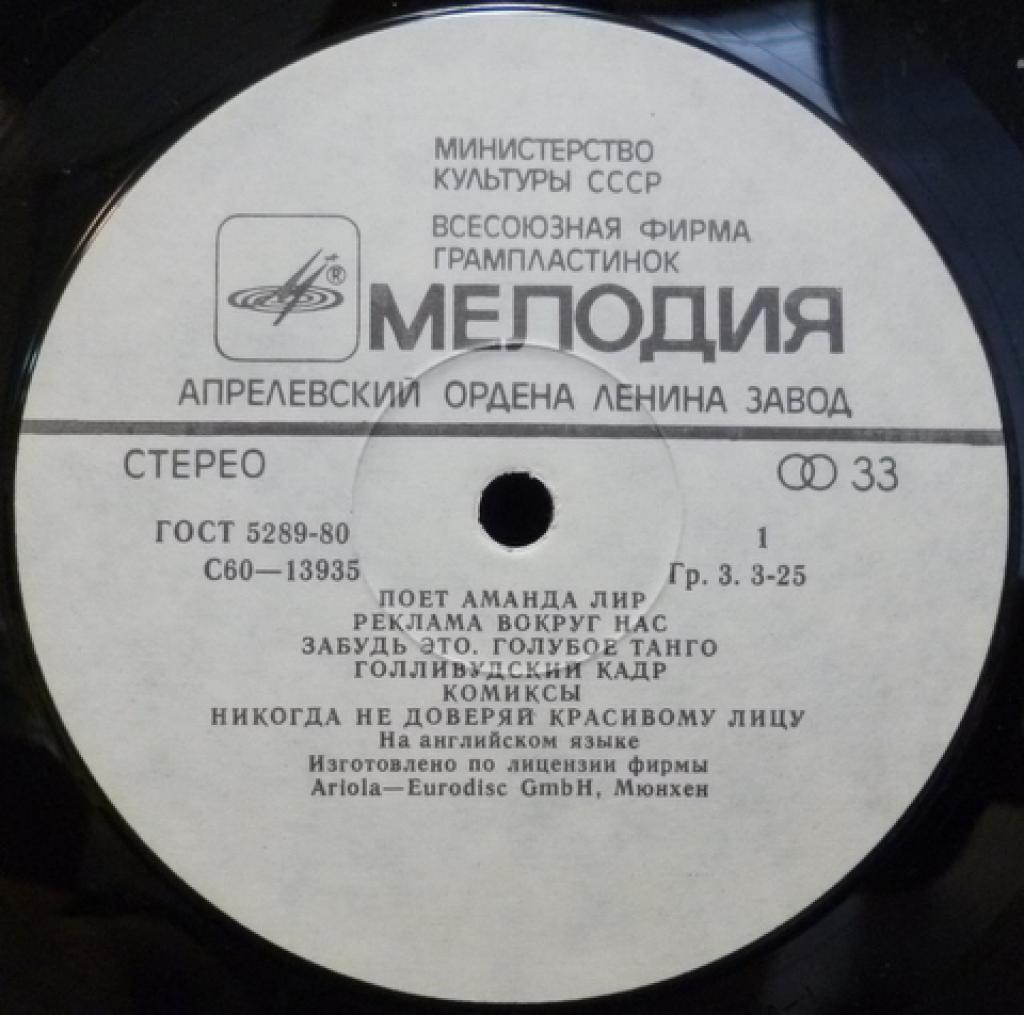 МИНИСТЕРСТВО
КУЛЬТУРЫ СССР
ВСЕСОЮЗНАЯ ФИРМА
ГРАМПЛАСТИНОК
®
МЕЛОДИЯ
АПРЕЛЕВСКИЙ ОРДЕНА ЛЕНИНА ЗАВОД
СТЕРЕО
33
ГОСТ 5289-80
1
С60—13935
Гр. 3. 3-25
ПОЕТ АМАНДА ЛИР
РЕКЛАМА ВОКРУГ НАС
ЗАБУДЬ ЭТО. ГОЛУБОЕ ТАНГО
ГОЛЛИВУДСКИЙ КАДР
КОМИКСЫ
НИКОГДА НЕ ДОВЕРЯЙ КРАСИВОМУ ЛИЦУ
На английском языке
Изготовлено по лицензии фирмы
Ariola—Eurodisc GmbH, Мюнхен